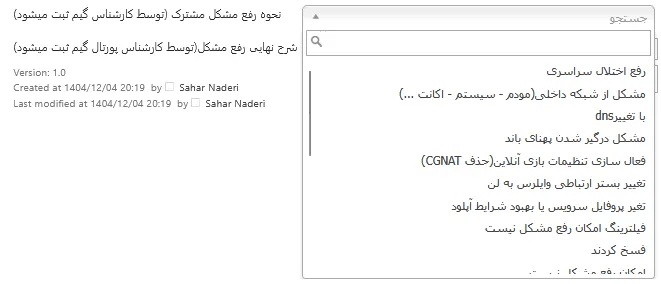 نحوه رفع مشکل مشترک (توسط کارشناس گیم ثبت میشود)
جستجو
شرح نهایی رفع مشکل(توسط کارشناس پورتال گیم ثبت میشود)
Version: 1.0
Created at 1404/12/04 20:19 by Sahar Naderi
Last modified at 1404/12/04 20:19 by Sahar Naderi
رفع اختلال سراسری
مشکل از شبکه داخلی(مودم - سیستم - اکانت ...)
با تغییرdns
مشکل درگیر شدن پهنای باند
فعال سازی تنظیمات بازی آنلاین(حذف CGNAT)
تغییر بستر ارتباطی وایرلس به لن
تغیر پروفایل سرویس یا بهبود شرایط آپلود
فیلترینگ امکان رفع مشکل نیست
فسخ کردند
امکان رفع مشکل نیست